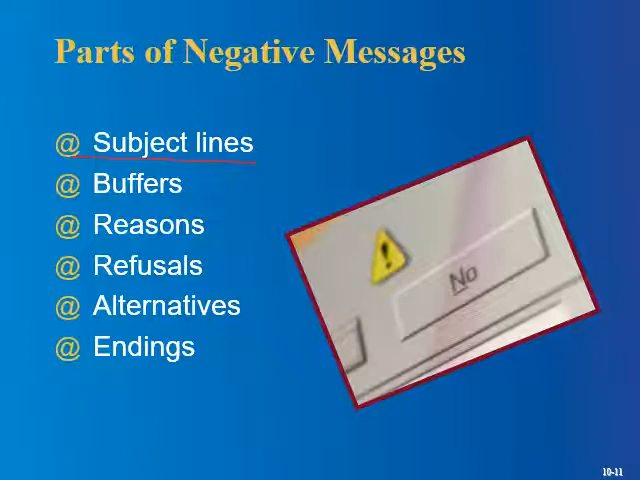 Parts of Negative Messages
@ Subject lines
@ Buffers
@ Reasons
@ Refusals
@ Alternatives
@ Endings
No
10-11